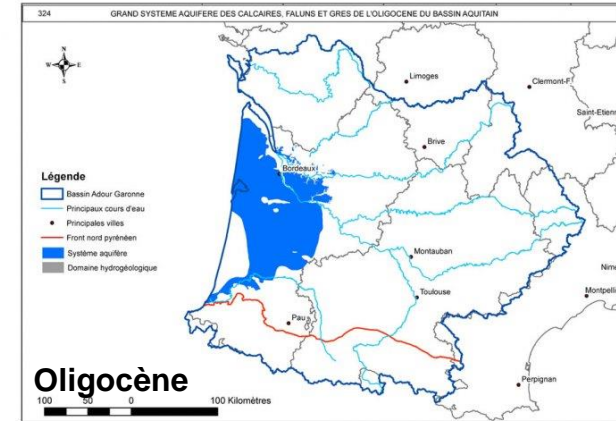 324 GRAND SYSTEME AQUIFERE DES CALCAIRES, FALUNS ET GRES DE L'OLIGOCENE DU BASSIN AQUITAIN
N
W E
S
Limoges
Clermont-F
Saint-Etienn
Brive
Bordeaux
Légende
Bassin Adour Garonne
Principaux cours d'eau
Principales villes
Front nord pyrénéen
Système aquifère
Domaine hydrogéologique
Montauban
Nim
Toulouse
Montpelli
Pau
Perpignan
Oligocène
100 50 0 100 Kilomètres